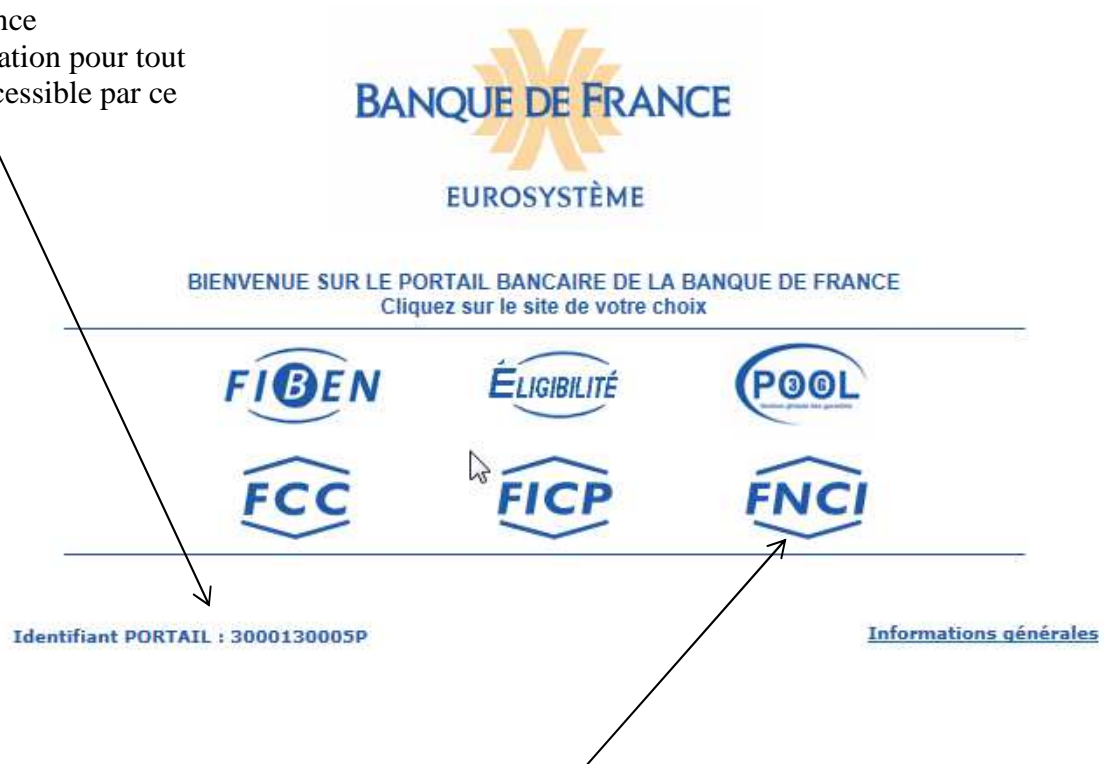 ation pour tout
cessible par ce
BANQUE DE FRANCE
EUROSYSTÈME
BIENVENUE SUR LE PORTAIL BANCAIRE DE LA BANQUE DE FRANCE
Cliquez sur le site de votre choix
FIBEN ÉLIGIBILITÉ POOL 3G
FCC FICP FNCI
Identifiant PORTAIL : 3000130005P Informations générales